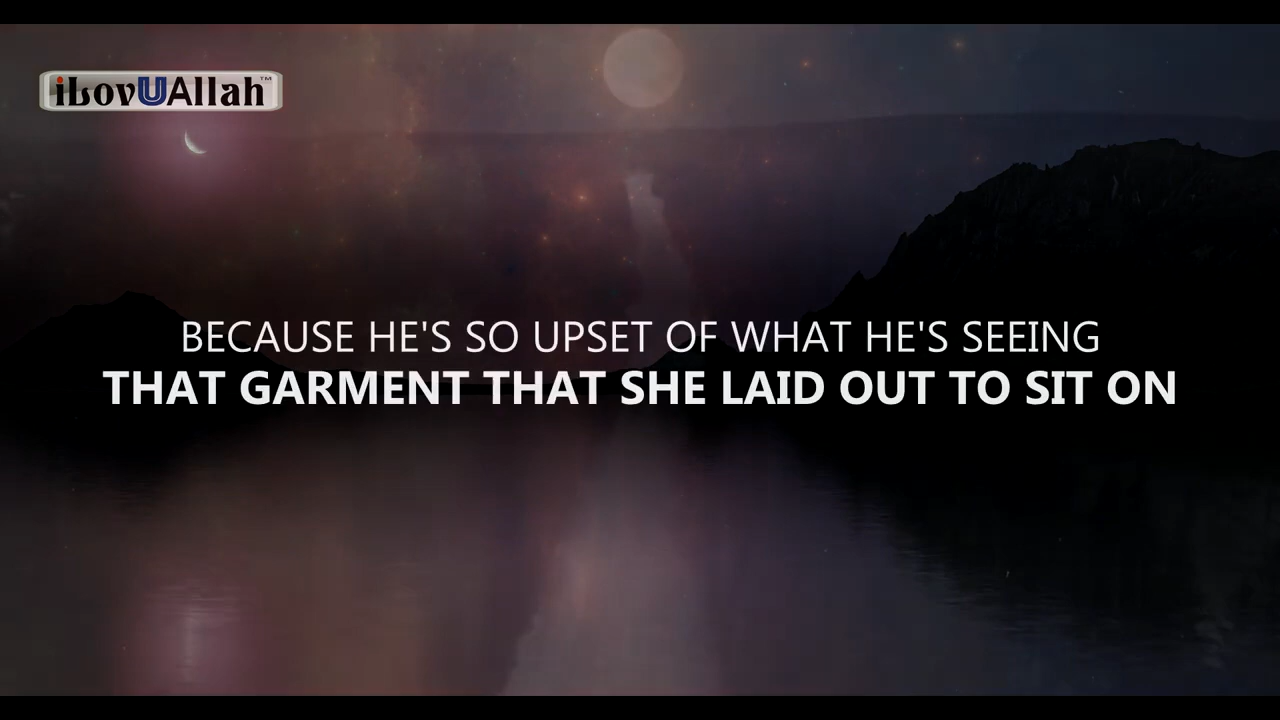 iLovUAllah™
BECAUSE HE'S SO UPSET OF WHAT HE'S SEEING
THAT GARMENT THAT SHE LAID OUT TO SIT ON